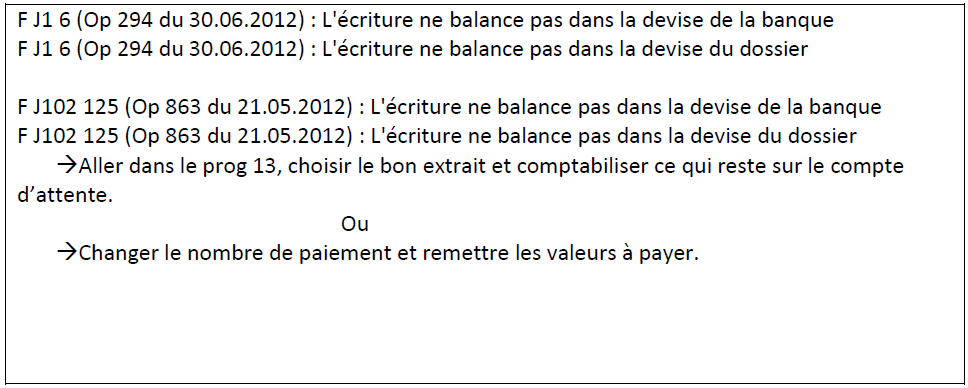 F J1 6 (Op 294 du 30.06.2012) : L'écriture ne balance pas dans la devise de la banque
F J1 6 (Op 294 du 30.06.2012) : L'écriture ne balance pas dans la devise du dossier
F J102 125 (Op 863 du 21.05.2012) : L'écriture ne balance pas dans la devise de la banque
F J102 125 (Op 863 du 21.05.2012) : L'écriture ne balance pas dans la devise du dossier
→Aller dans le prog 13, choisir le bon extrait et comptabiliser ce qui reste sur le compte
d’attente.
Ou
→Changer le nombre de paiement et remettre les valeurs à payer.